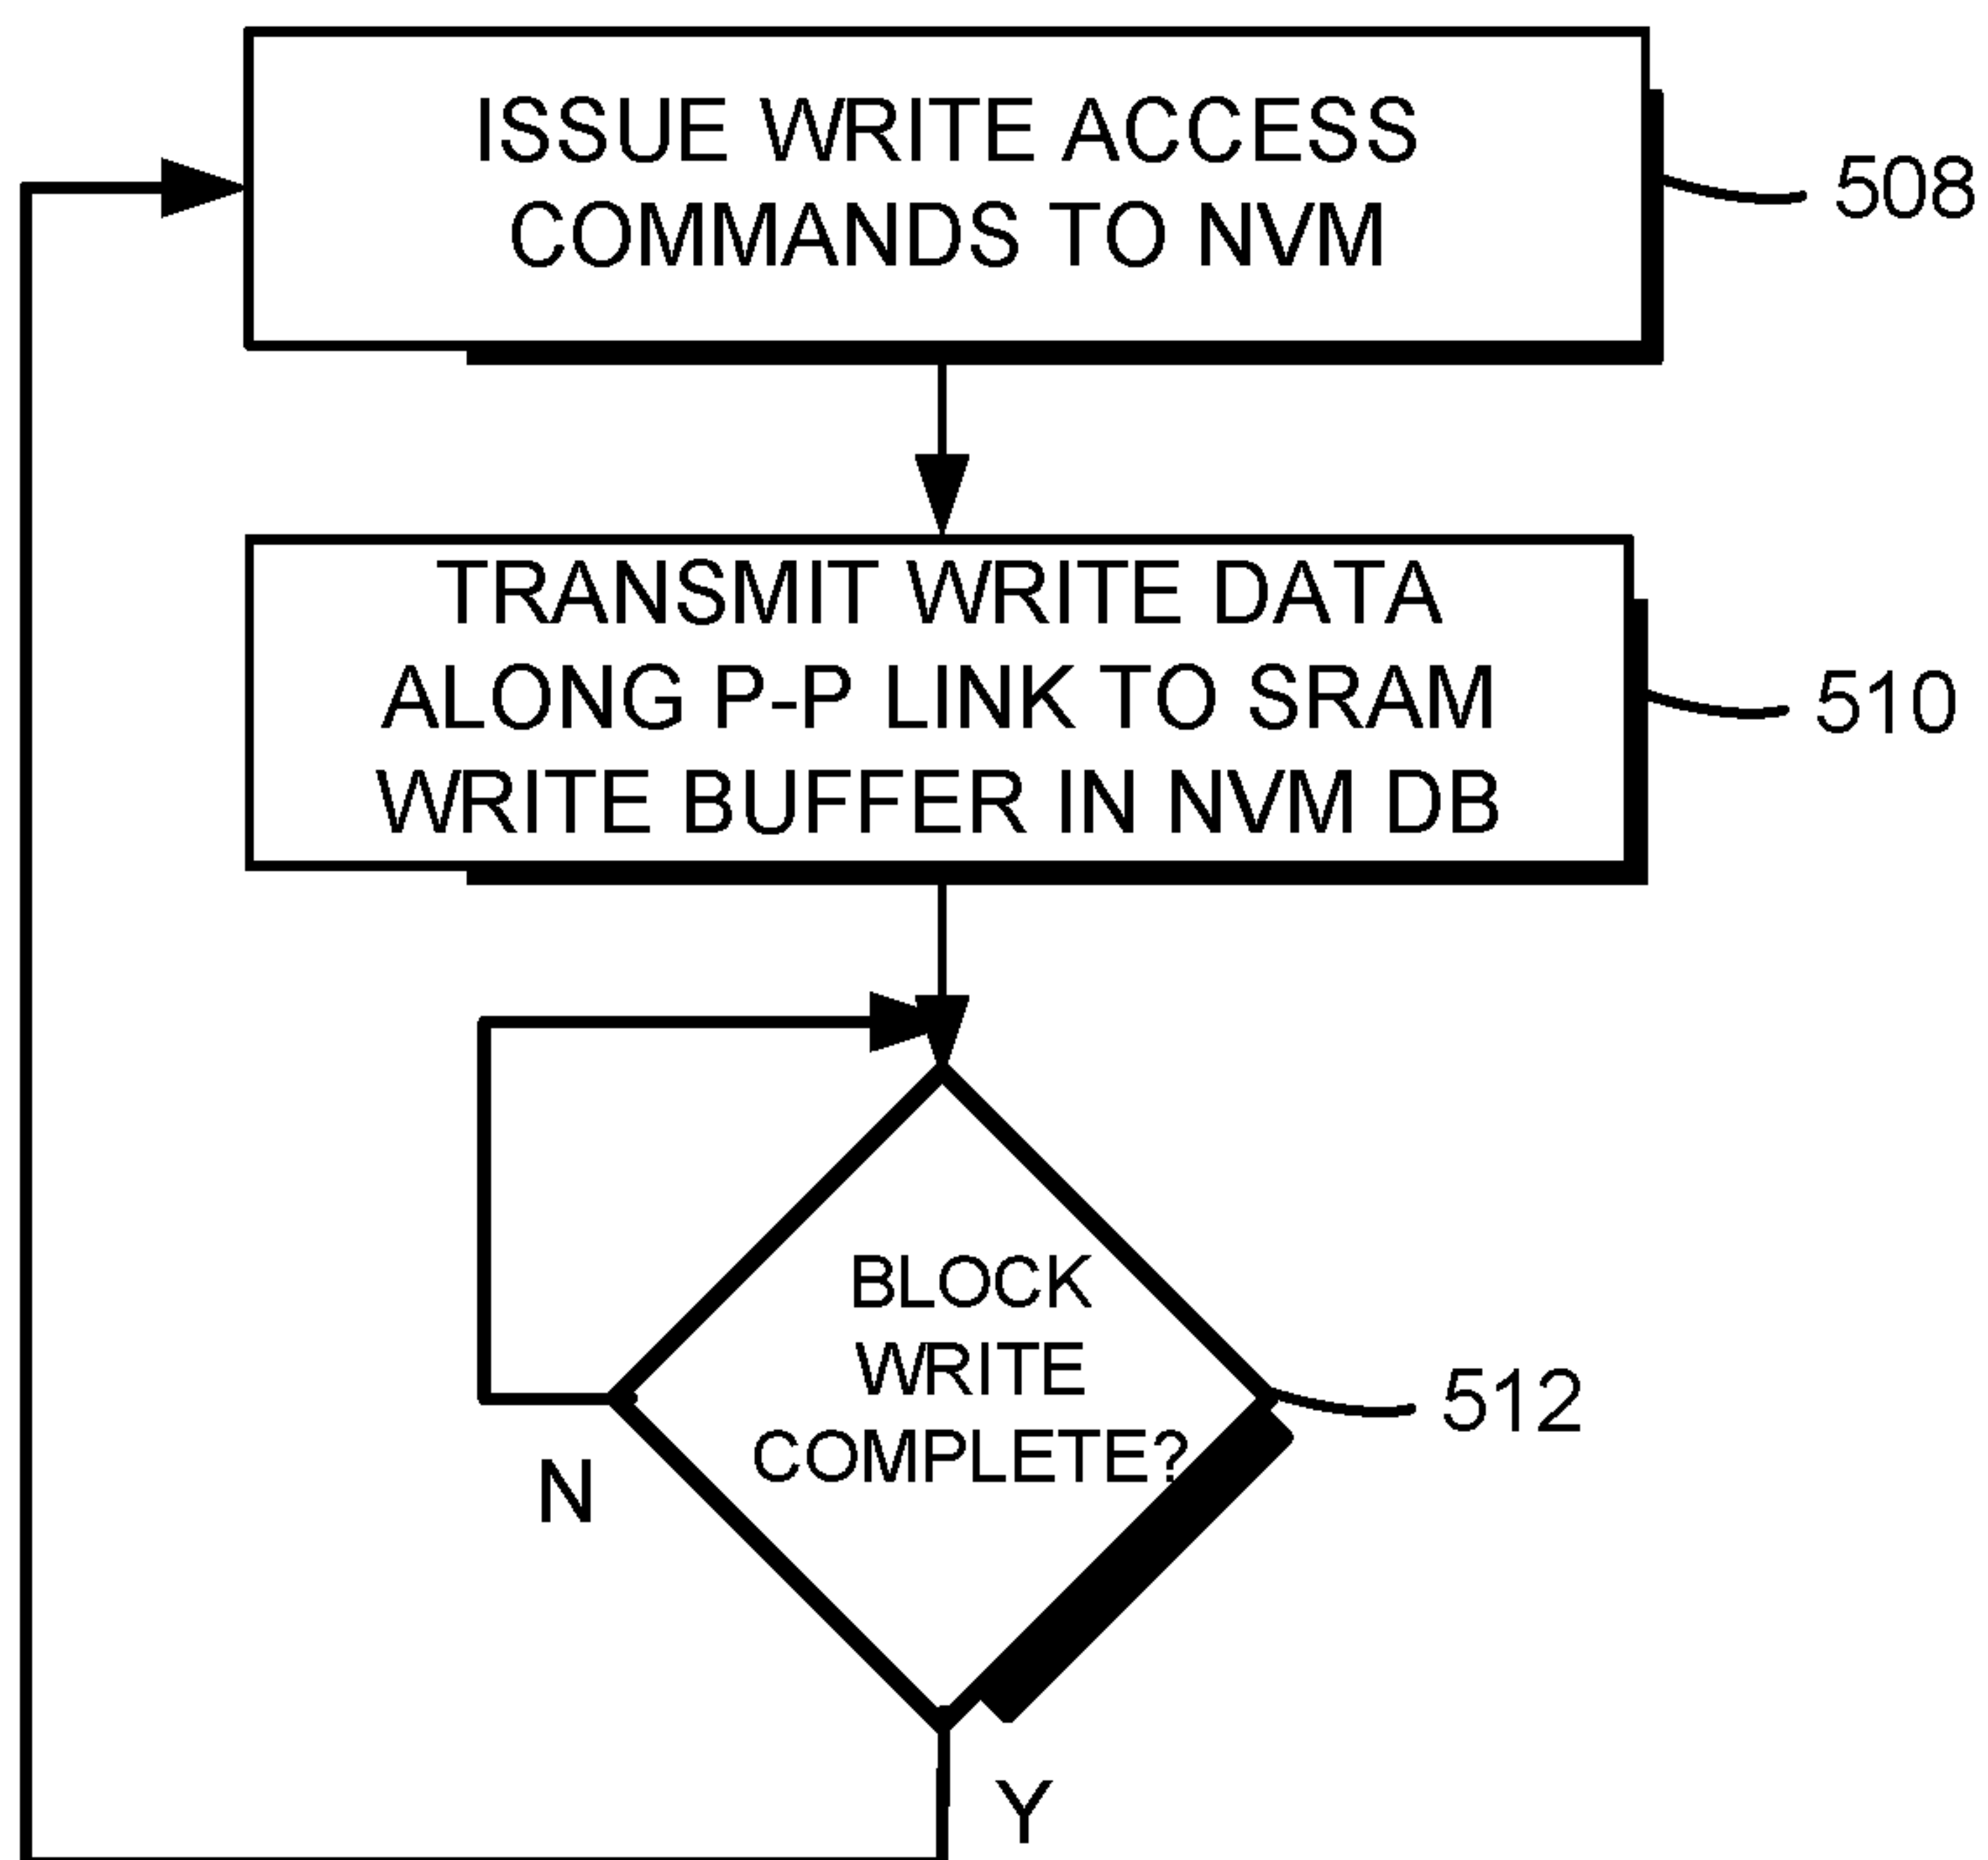 ISSUE WRITE ACCESS
COMMANDS TO NVM
508
TRANSMIT WRITE DATA
ALONG P-P LINK TO SRAM
WRITE BUFFER IN NVM DB
510
BLOCK
WRITE
COMPLETE?
512
N
Y